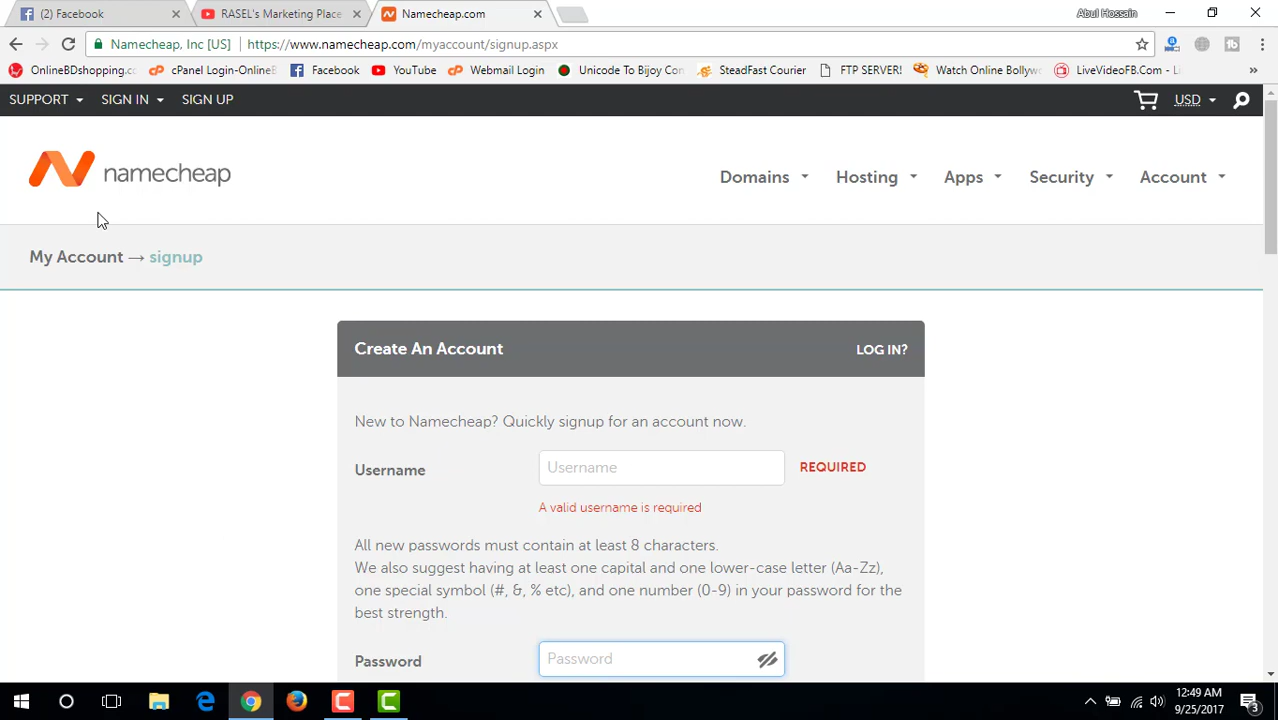 (2) Facebook
RASEL's Marketing Place
Namecheap.com
Abul Hossain
Namecheap, Inc [US]
https://www.namecheap.com/myaccount/signup.aspx
OnlineBDshopping.co
cPanel Login-OnlineB
Facebook
YouTube
Webmail Login
Unicode To Bijoy Con
SteadFast Courier
FTP SERVER!
Watch Online Bollyw
LiveVideoFB.Com - Li
SUPPORT
SIGN IN
SIGN UP
USD
namecheap
Domains
Hosting
Apps
Security
Account
My Account → signup
Create An Account
LOG IN?
New to Namecheap? Quickly signup for an account now.
Username
Username
REQUIRED
A valid username is required
All new passwords must contain at least 8 characters.
We also suggest having at least one capital and one lower-case letter (Aa-Zz),
one special symbol (#, &, % etc), and one number (0-9) in your password for the
best strength.
Password
Password
12:49 AM
9/25/2017
3